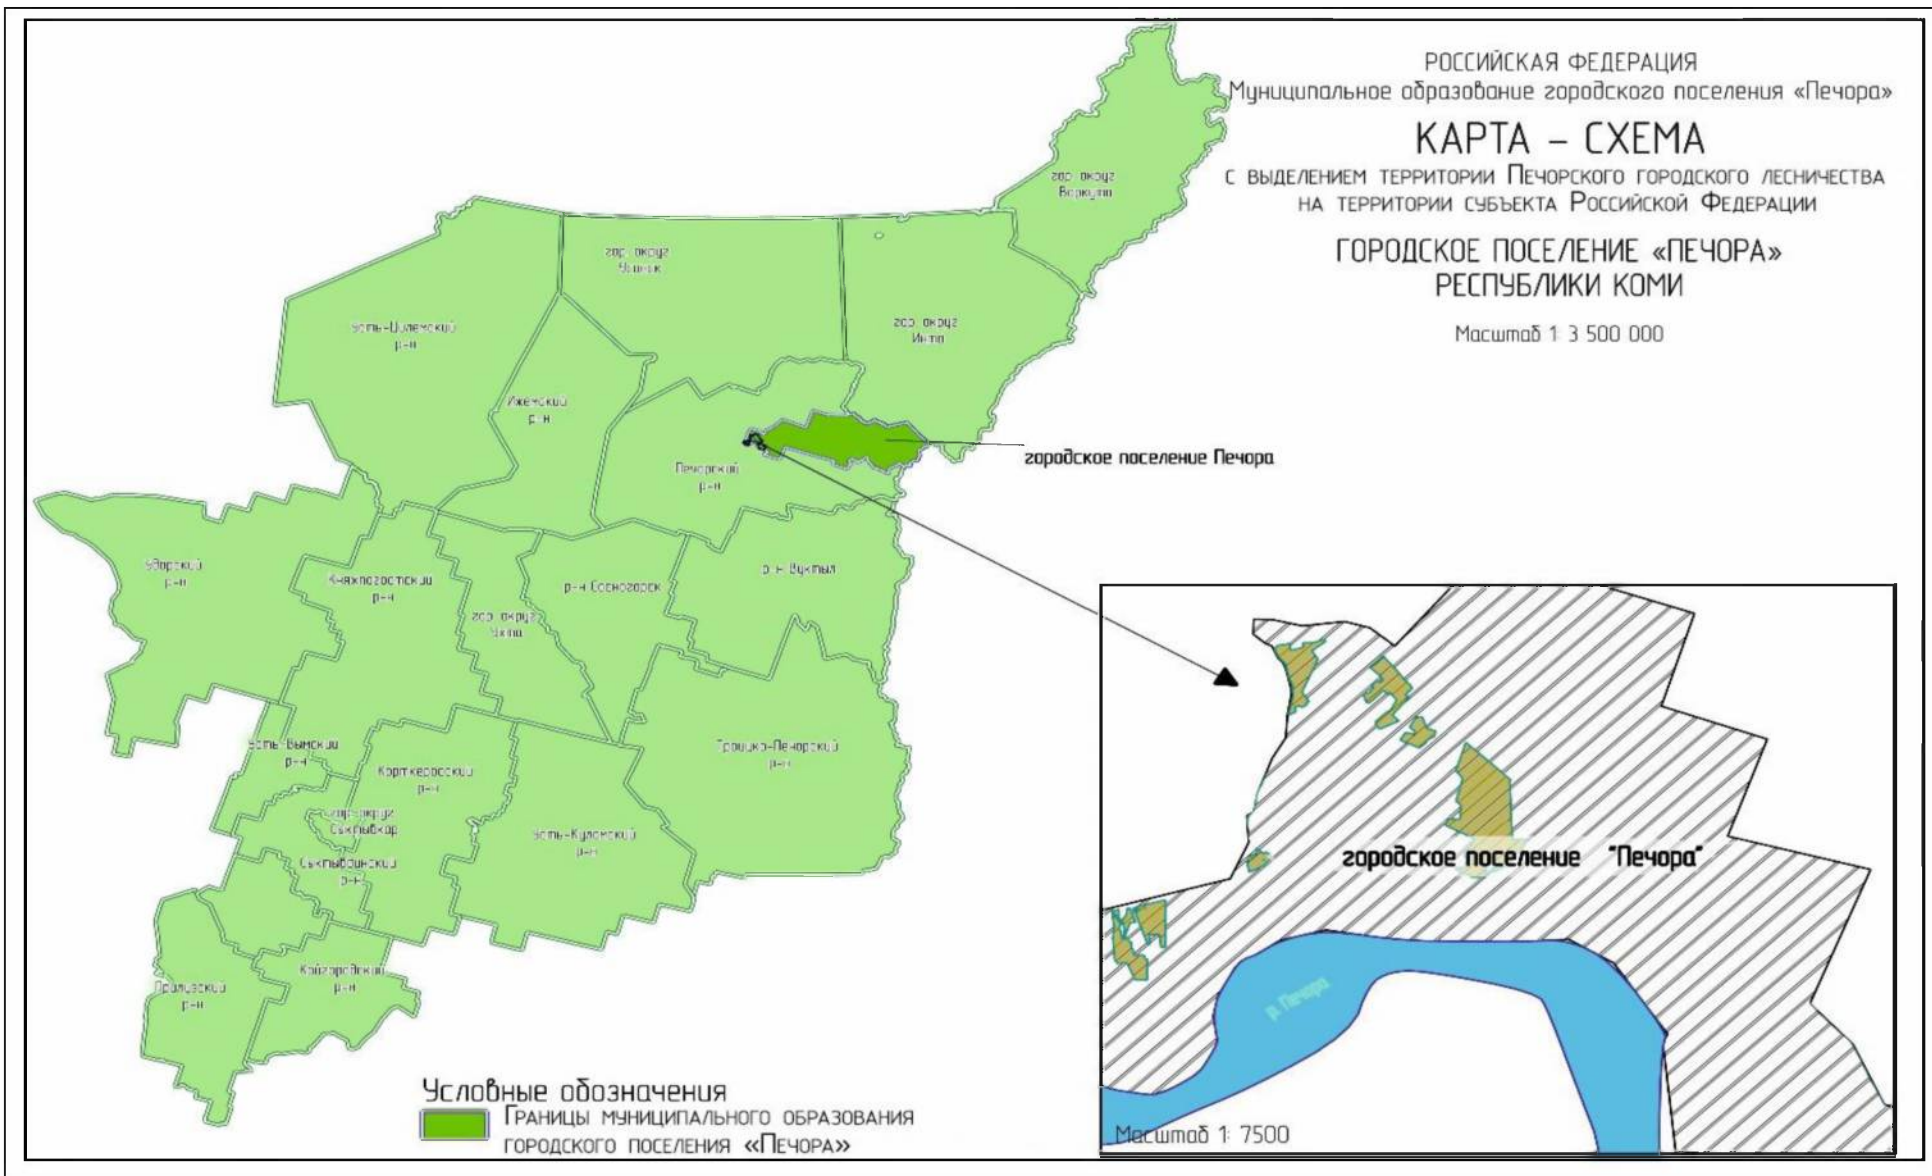 РОССИЙСКАЯ ФЕДЕРАЦИЯ
Муниципальное образование городского поселения «Печора»
КАРТА – СХЕМА
С ВЫДЕЛЕНИЕМ ТЕРРИТОРИИ ПЕЧОРСКОГО ГОРОДСКОГО ЛЕСНИЧЕСТВА
НА ТЕРРИТОРИИ СУБЪЕКТА РОССИЙСКОЙ ФЕДЕРАЦИИ
ГОРОДСКОЕ ПОСЕЛЕНИЕ «ПЕЧОРА»
РЕСПУБЛИКИ КОМИ
Масштаб 1: 3 500 000
гор. округ
Воркута
гор. округ
Усинск
гор. округ
Инта
Усть-Цилемский
р-н
Ижемский
р-н
Печорский
р-н
городское поселение Печора
Удорский
р-н
Княжпогостский
р-н
гор. округ
Ухта
р-н Сосногорск
р-н Вуктыл
Усть-Вымский
р-н
Корткеросский
р-н
Троицко-Печорский
р-н
гор. округ
Сыктывкар
Усть-Куломский
р-н
Сыктывдинский
р-н
Прилузский
р-н
Койгородский
р-н
городское поселение "Печора"
р. Печора
Масштаб 1: 7500
Условные обозначения
ГРАНИЦЫ МУНИЦИПАЛЬНОГО ОБРАЗОВАНИЯ
ГОРОДСКОГО ПОСЕЛЕНИЯ «ПЕЧОРА»